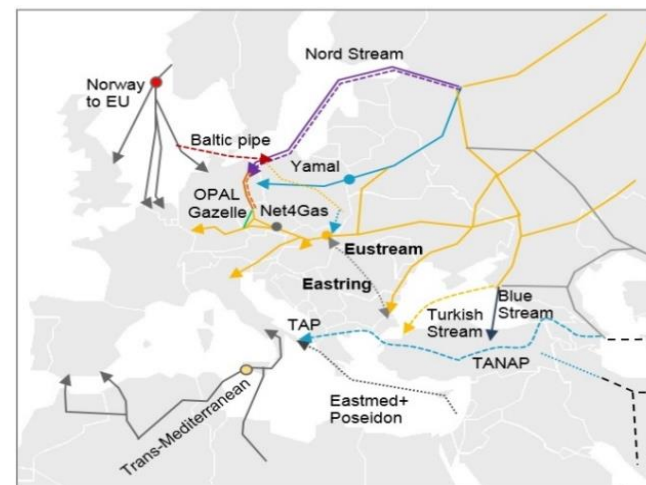 Nord Stream
Norway
to EU
Baltic pipe
Yamal
OPAL
Gazelle
Net4Gas
Eustream
Eastring
Blue
Stream
Turkish
Stream
TAP
TANAP
Eastmed+
Poseidon
Trans-Mediterranean